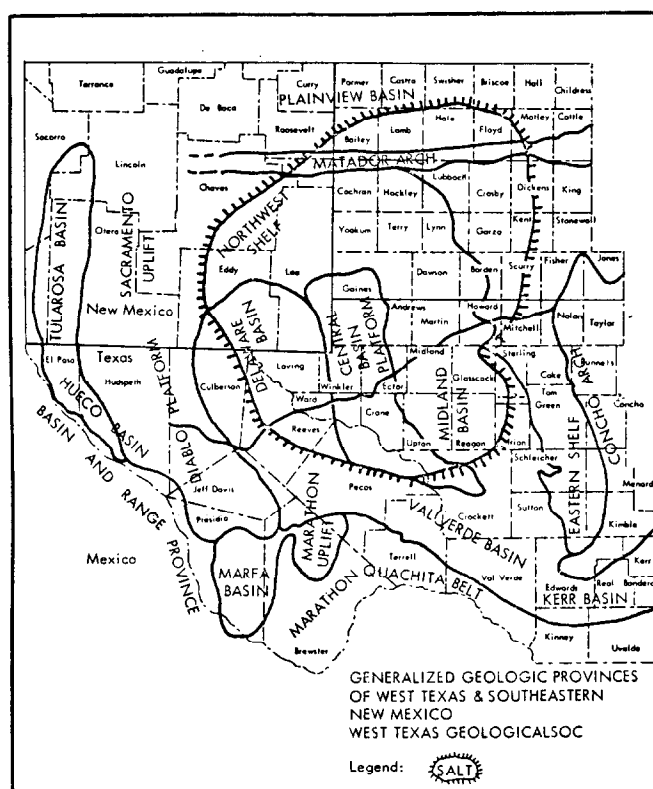 Torrance
Guadalupe
Curry
Parmer
Castro
Swisher
Briscoe
Hall
Childress
De Baca
PLAINVIEW BASIN
Socorro
Lincoln
Roosevelt
Bailey
Lamb
Hale
Floyd
Motley
Cottle
Chaves
MATADOR ARCH
Lubbock
Cochran
Hockley
Crosby
Dickens
King
Otero
SACRAMENTO
UPLIFT
TULAROSA BASIN
NORTHWEST
SHELF
Yoakum
Terry
Lynn
Garza
Kent
Stonewall
Eddy
Lea
Gaines
Dawson
Borden
Scurry
Fisher
Jones
New Mexico
DELAWARE
BASIN
CENTRAL
BASIN
PLATFORM
Andrews
Martin
Howard
Mitchell
Nolan
Taylor
El Paso
Texas
Hudspeth
Culberson
Loving
Winkler
Ector
Midland
Glasscock
Sterling
Coke
Runnels
HUECO BASIN
DIABLO PLATFORM
Ward
Crane
MIDLAND
BASIN
Tom
Green
Concho
CONCHO ARCH
Reeves
Upton
Reagan
Irrion
Schleicher
EASTERN SHELF
BASIN AND RANGE
PROVINCE
Jeff Davis
Pecos
Crockett
Sutton
Menard
Kimble
Presidio
MARATHON
UPLIFT
VAL VERDE BASIN
Mexico
MARFA
BASIN
Terrell
Val Verde
Edwards
Real
Kerr
Bandera
MARATHON
OUACHITA BELT
KERR BASIN
Brewster
Kinney
Uvalde
GENERALIZED GEOLOGIC PROVINCES
OF WEST TEXAS & SOUTHEASTERN
NEW MEXICO
WEST TEXAS GEOLOGICALSOC
Legend:
SALT